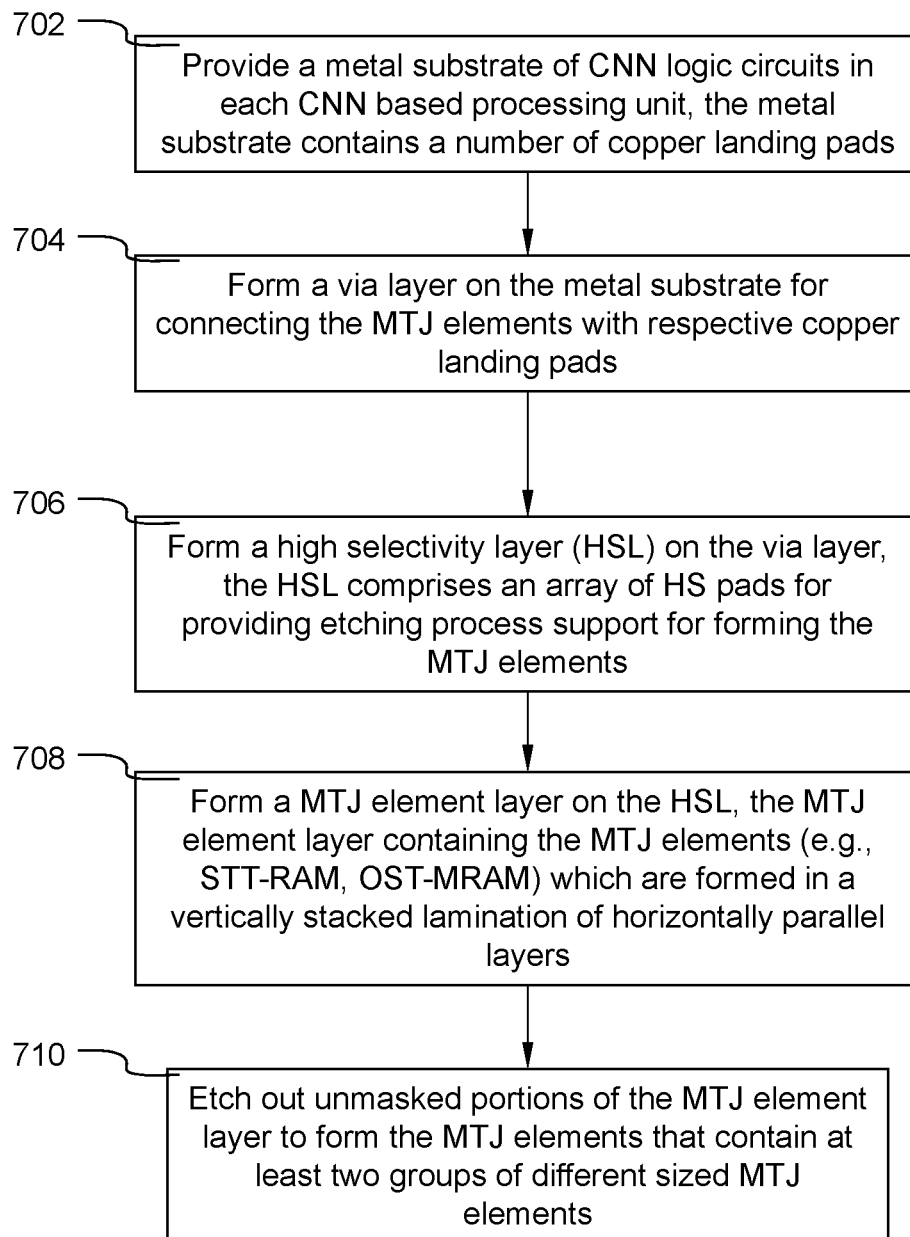 702
Provide a metal substrate of CNN logic circuits in
each CNN based processing unit, the metal
substrate contains a number of copper landing pads
704
Form a via layer on the metal substrate for
connecting the MTJ elements with respective copper
landing pads
706
Form a high selectivity layer (HSL) on the via layer,
the HSL comprises an array of HS pads for
providing etching process support for forming the
MTJ elements
708
Form a MTJ element layer on the HSL, the MTJ
element layer containing the MTJ elements (e.g.,
STT-RAM, OST-MRAM) which are formed in a
vertically stacked lamination of horizontally parallel
layers
710
Etch out unmasked portions of the MTJ element
layer to form the MTJ elements that contain at
least two groups of different sized MTJ
elements